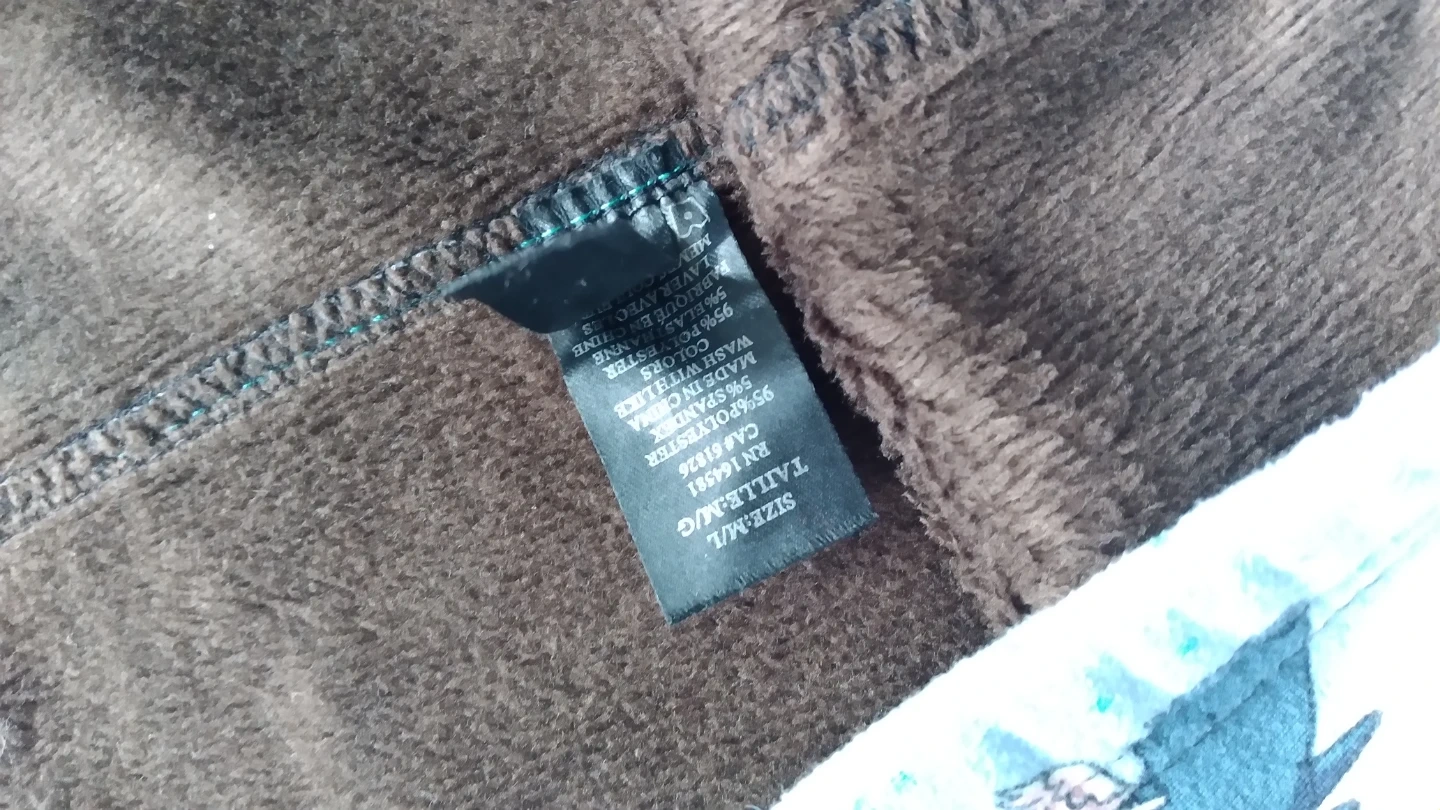 SIZE:M/L
TAILLE:M/G
RN 164581
CA# 61826
95%POLYESTER
5%SPANDEX
MADE IN CHINA
WASH WITH LIKE
COLORS
95%POLYESTER
5%
FABRIQUE EN CHINE
LAVER AVEC LES